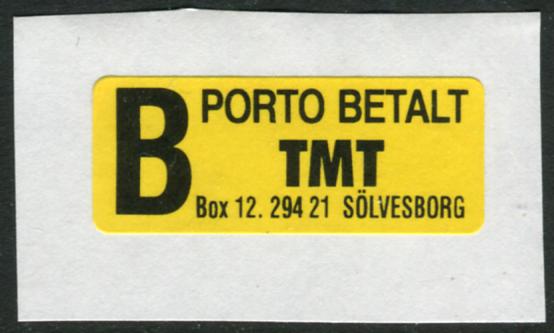 B PORTO BETALT
TMT
Box 12. 294 21 SÖLVESBORG